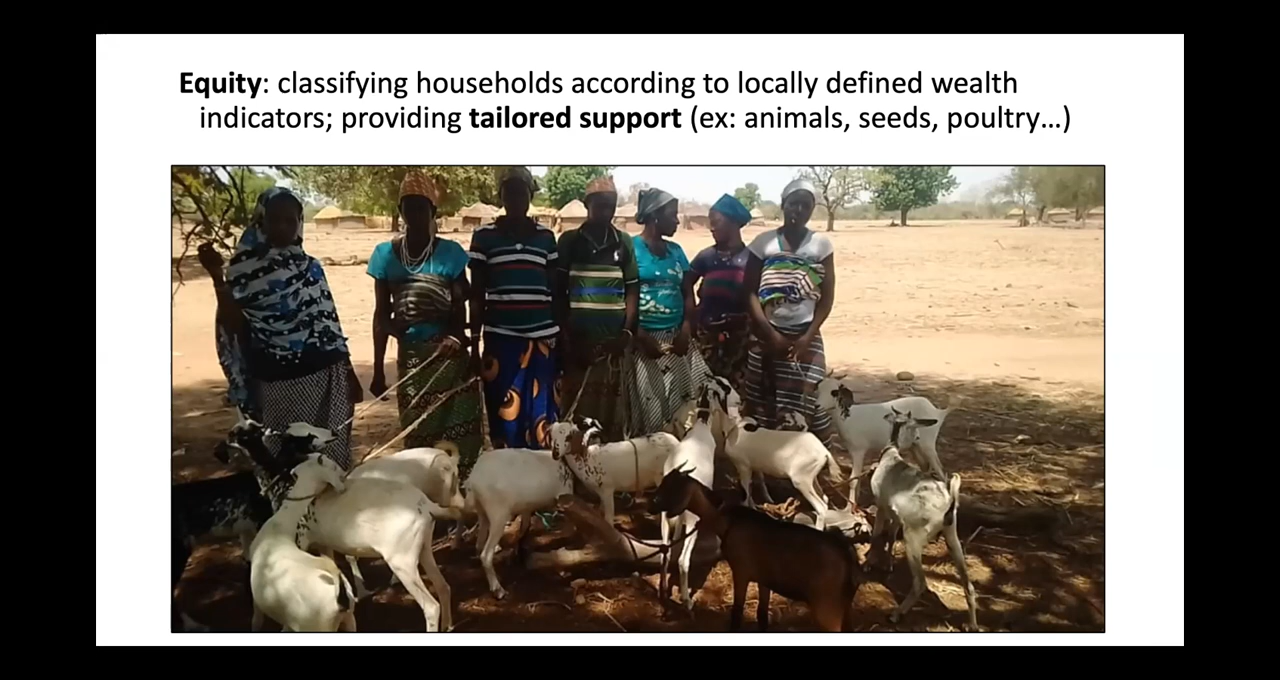 Equity: classifying households according to locally defined wealth
indicators; providing tailored support (ex: animals, seeds, poultry…)